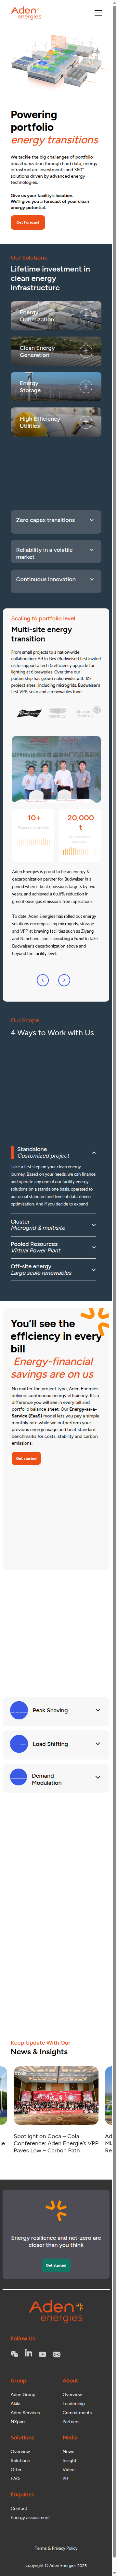 Aden
energies
Powering
portfolio
energy transitions
We tackle the big challenges of portfolio
decarbonization through rapid new energy
infrastructure investments and 360°
solutions driven by advanced energy
technologies.
Give us your facility's location.
We'll give you a forecast of your clean
energy potential.
Get Forecast
Our Solutions
Lifetime investment in
clean energy
infrastructure
Energy
Optimization
Clean Energy
Generation
Energy
Storage
High Efficiency
Utilities
Zero capex transitions
Reliability in a volatile
market
Continuous Innovation
Scaling to portfolio level
Multi-site energy
transition
From small projects to a nation-wide
collaboration. AB In Bev (Budweiser) first invited
us to support a tech & efficiency upgrade for
lighting at 6 breweries. This soon grew into a
partnership has given nationwide, with 10+
project sites, including microgrids, Budweiser's
first VPP, solar and a renewables fund.
10+
20,000
t
Aden Energies is proud to be an energy &
decarbonization partner to Budweiser in a phase
where it has rolled out emissions targets by ten
years, and achieved a 61.8% reduction in
greenhouse gas emissions from operations.
To date, Aden Energies has rolled out energy
solutions encompassing microgrids, storage
and VPP at brewing facilities such as Ziyang
and Nanchang, and is creating a fund to take
Budweiser's decarbonization above and
beyond the facility level.
Our Scope
4 Ways to Work with Us
Standalone
Customized project
Take a first step on your clean energy
journey. Based on your needs, we can finance
and operate any one of our facility energy
solutions on a standalone basis, operated to
your usual standard and level of data-driven
optimization. And if you decide to expand
Cluster
Microgrid & multisite
Pooled Resources
Virtual Power Plant
Off-site energy
Large scale renewables
You'll see the
efficiency in every
bill
Energy-financial
savings are on us
No matter the project type, Aden Energies
delivers continuous energy efficiency. It's a
difference you will see in every bill and
portfolio balance sheet. Our Energy-as-a-
Service (EaaS) model lets you pay a simple
monthly rate while we outperform your
previous energy usage and beat standard
benchmarks for costs, stability and carbon
emissions.
Get started
Peak Shaving
Load Shifting
Demand
Modulation
Keep Update With Our
News & Insights
Spotlight on Coca – Cola
Conference: Aden Energie's VPP
Paves Low – Carbon Path
Energy resilience and net-zero are
closer than you think
Get started
Aden
energies
Follow Us :
Group
About
Aden Group
Overview
Akila
Leadership
Aden Services
Commitments
NXpark
Partners
Solutions
Media
Overview
News
Solutions
Insight
Offer
Video
FAQ
PR
Enquiries
Contact
Energy assessment
Terms & Privacy Policy
Copyright © Aden Energies 2025